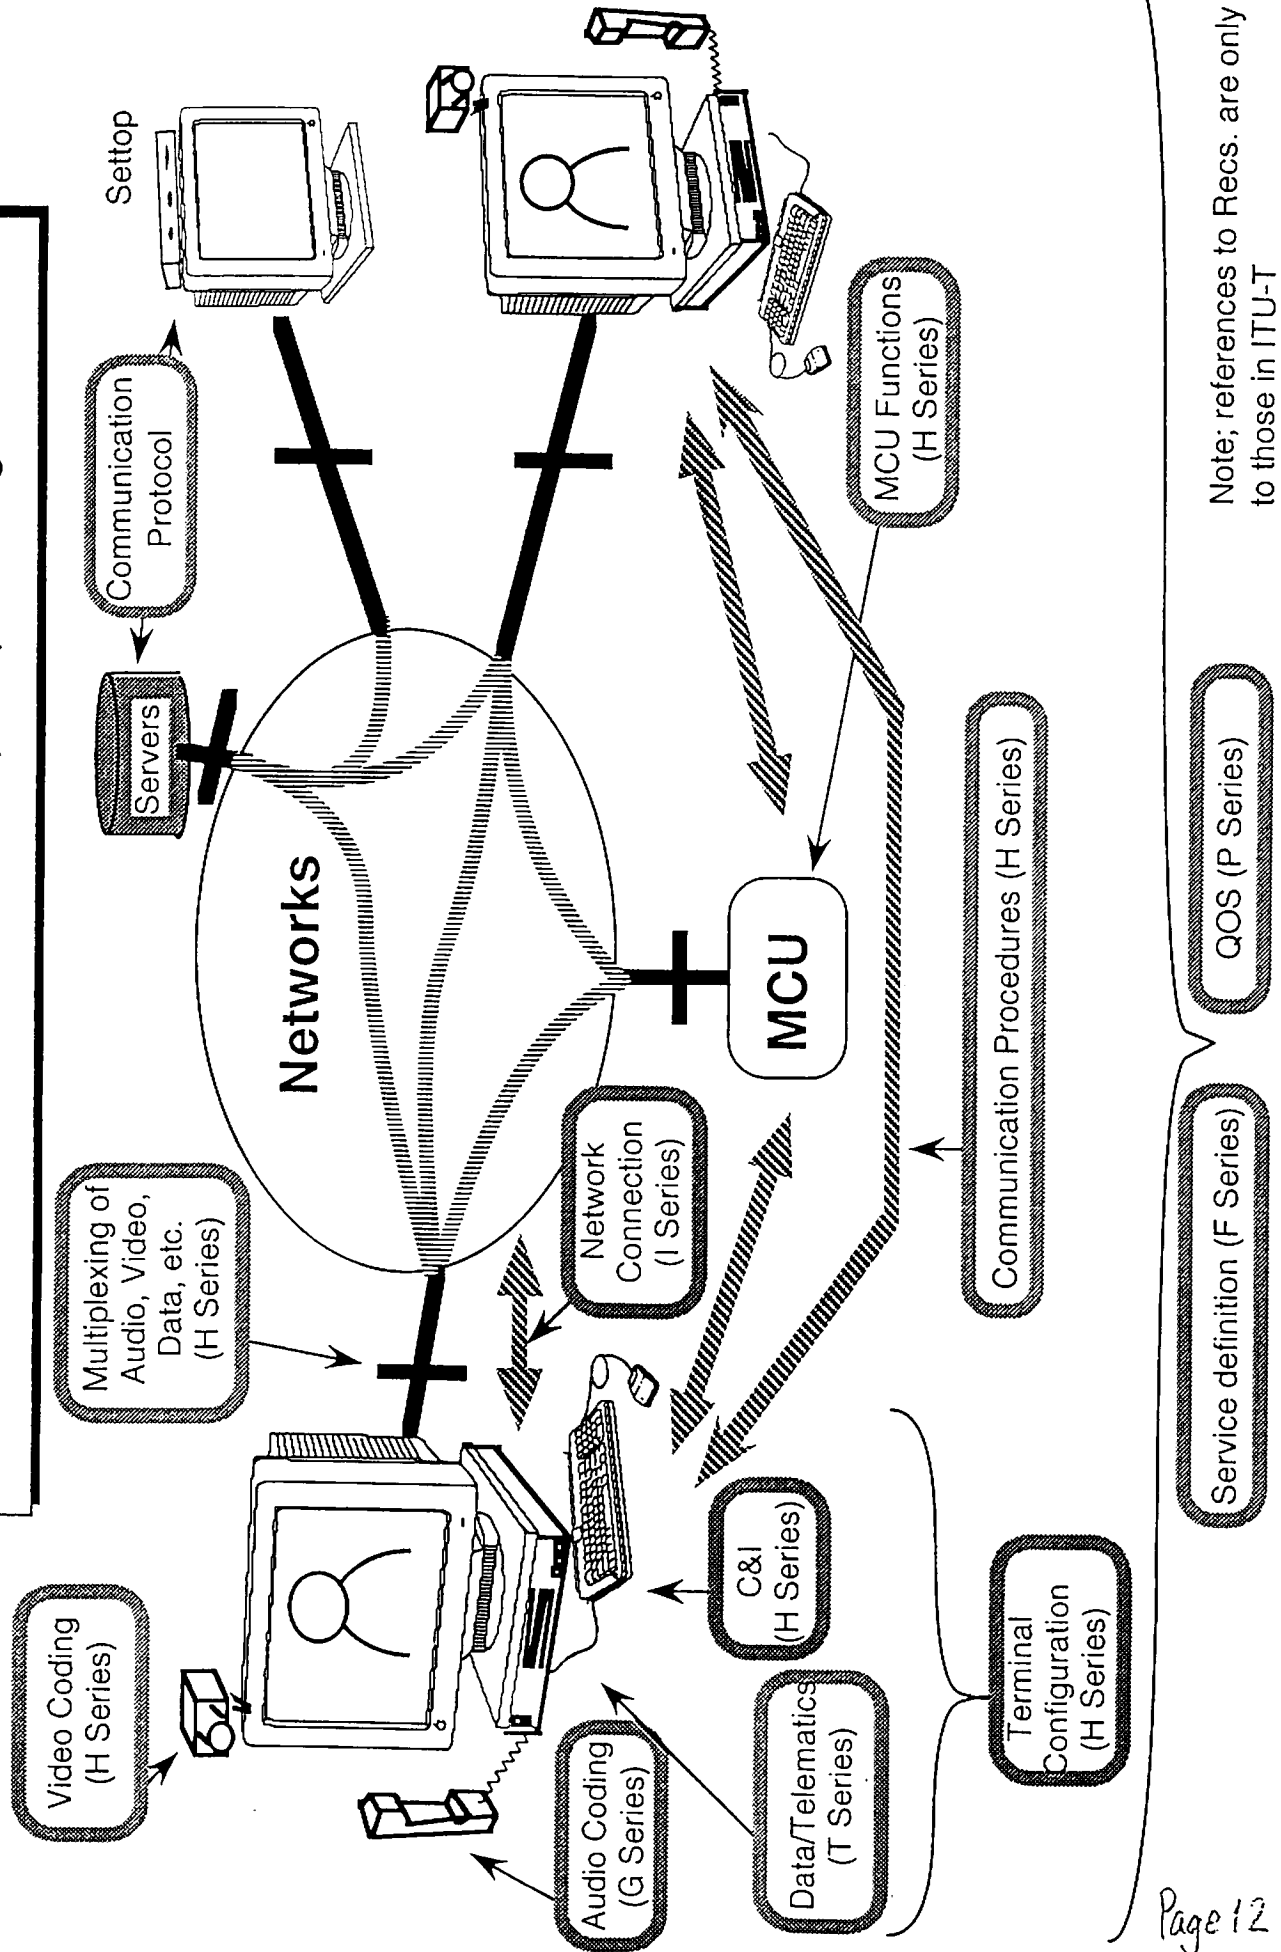 Video Coding
(H Series)
Multiplexing of
Audio, Video,
Data, etc.
(H Series)
Servers
Communication
Protocol
Settop
Networks
Audio Coding
(G Series)
Data/Telematics
(T Series)
C&I
(H Series)
Network
Connection
(I Series)
MCU
MCU Functions
(H Series)
Terminal
Configuration
(H Series)
Communication Procedures (H Series)
Service definition (F Series)
QOS (P Series)
Note; references to Recs. are only
to those in ITU-T
Page 12